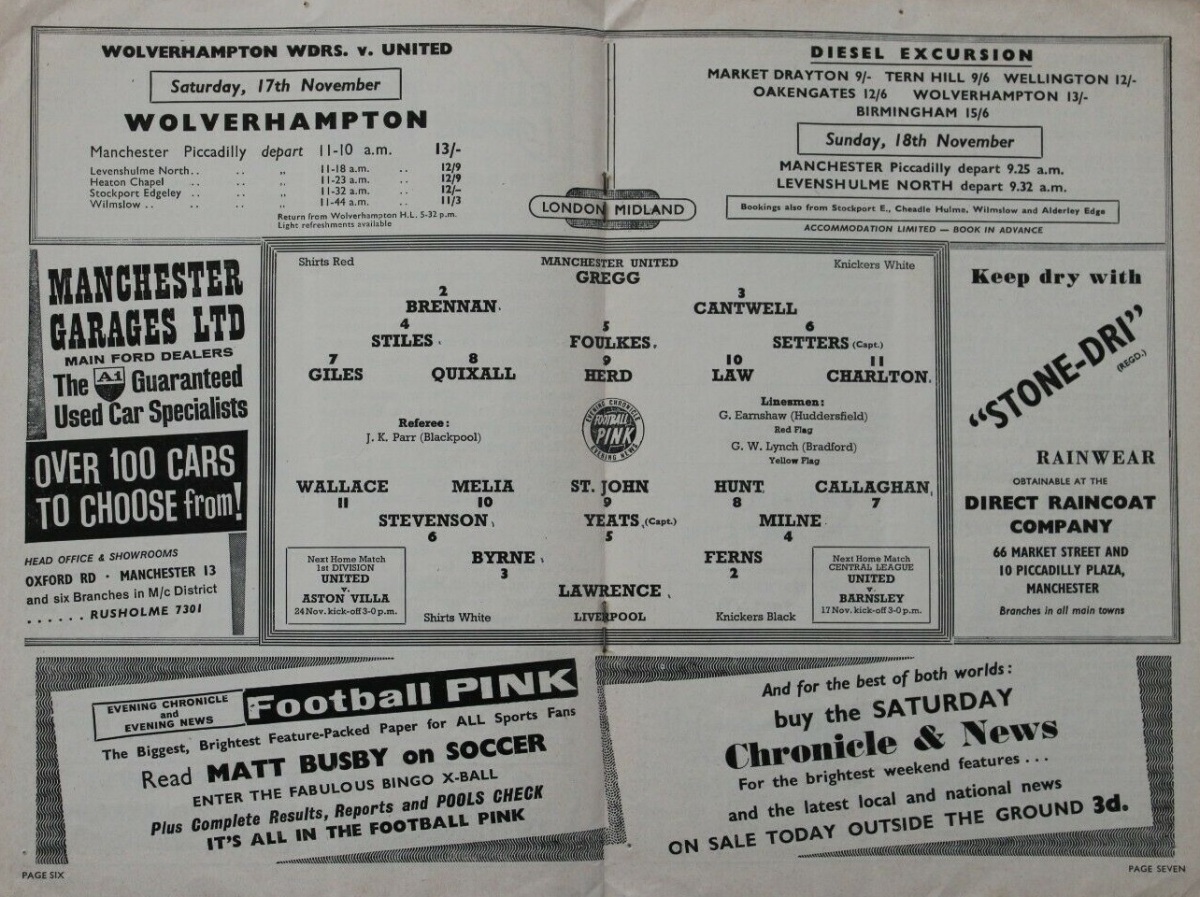 WOLVERHAMPTON WDRS. v. UNITED
Saturday, 17th November
WOLVERHAMPTON
Manchester Piccadilly depart 11-10 a.m. 13/-
Levenshulme North.. .. „ 11-18 a.m. .. 12/9
Heaton Chapel .. „ 11-23 a.m. .. 12/9
Stockport Edgeley .. .. „ 11-32 a.m. .. 12/-
Wilmslow .. .. .. „ 11-44 a.m. .. 11/3
Return from Wolverhampton H.L. 5-32 p.m.
Light refreshments available
LONDON MIDLAND
DIESEL EXCURSION
MARKET DRAYTON 9/- TERN HILL 9/6 WELLINGTON 12/-
OAKENGATES 12/6 WOLVERHAMPTON 13/-
BIRMINGHAM 15/6
Sunday, 18th November
MANCHESTER Piccadilly depart 9.25 a.m.
LEVENSHULME NORTH depart 9.32 a.m.
Bookings also from Stockport E., Cheadle Hulme, Wilmslow and Alderley Edge
ACCOMMODATION LIMITED — BOOK IN ADVANCE
MANCHESTER
GARAGES LTD
MAIN FORD DEALERS
The A1 Guaranteed
Used Car Specialists
OVER 100 CARS
TO CHOOSE from!
HEAD OFFICE & SHOWROOMS
OXFORD RD · MANCHESTER 13
and six Branches in M/c District
...... RUSHOLME 7301
Shirts Red MANCHESTER UNITED Knickers White
GREGG
2 3
BRENNAN. CANTWELL
4 5 6
STILES. FOULKES. SETTERS (Capt.)
7 8 9 10 11
GILES QUIXALL HERD LAW CHARLTON.
Referee:
J. K. Parr (Blackpool)
EVENING CHRONICLE
FOOTBALL
PINK
EVENING NEWS
Linesmen:
G. Earnshaw (Huddersfield)
Red Flag
G. W. Lynch (Bradford)
Yellow Flag
WALLACE MELIA ST. JOHN HUNT CALLAGHAN
11 10 9 8 7
STEVENSON YEATS (Capt.) MILNE
6 5 4
BYRNE FERNS
3 2
LAWRENCE
Next Home Match
1st DIVISION
UNITED
v.
ASTON VILLA
24 Nov. kick-off 3-0 p.m.
Next Home Match
CENTRAL LEAGUE
UNITED
v.
BARNSLEY
17 Nov. kick-off 3-0 p.m.
Shirts White LIVERPOOL Knickers Black
Keep dry with
"STONE-DRI"
(REGD.)
RAINWEAR
OBTAINABLE AT THE
DIRECT RAINCOAT
COMPANY
66 MARKET STREET AND
10 PICCADILLY PLAZA,
MANCHESTER
Branches in all main towns
EVENING CHRONICLE
and
EVENING NEWS
Football PINK
The Biggest, Brightest Feature-Packed Paper for ALL Sports Fans
Read MATT BUSBY on SOCCER
ENTER THE FABULOUS BINGO X-BALL
Plus Complete Results, Reports and POOLS CHECK
IT'S ALL IN THE FOOTBALL PINK
And for the best of both worlds:
buy the SATURDAY
Chronicle & News
For the brightest weekend features ...
and the latest local and national news
ON SALE TODAY OUTSIDE THE GROUND 3d.
PAGE SIX
PAGE SEVEN